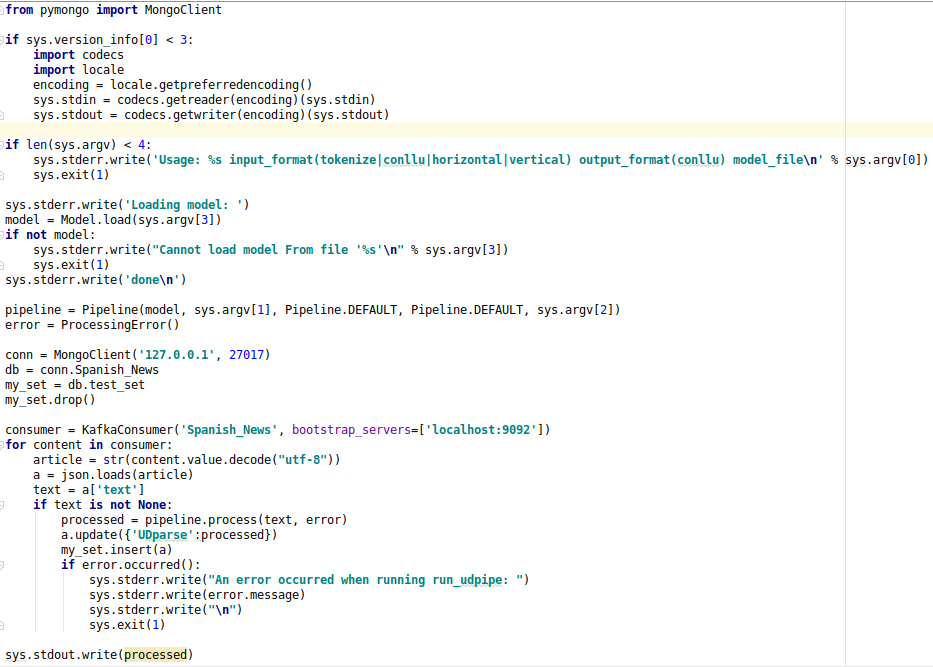 from pymongo import MongoClient
if sys.version_info[0] < 3:
    import codecs
    import locale
    encoding = locale.getpreferredencoding()
    sys.stdin = codecs.getreader(encoding)(sys.stdin)
    sys.stdout = codecs.getwriter(encoding)(sys.stdout)
if len(sys.argv) < 4:
    sys.stderr.write('Usage: %s input_format(tokenize|conllu|horizontal|vertical) output_format(conllu) model_file\n' % sys.argv[0])
    sys.exit(1)
sys.stderr.write('Loading model: ')
model = Model.load(sys.argv[3])
if not model:
    sys.stderr.write("Cannot load model From file '%s'\n" % sys.argv[3])
    sys.exit(1)
sys.stderr.write('done\n')
pipeline = Pipeline(model, sys.argv[1], Pipeline.DEFAULT, Pipeline.DEFAULT, sys.argv[2])
error = ProcessingError()
conn = MongoClient('127.0.0.1', 27017)
db = conn.Spanish_News
my_set = db.test_set
my_set.drop()
consumer = KafkaConsumer('Spanish_News', bootstrap_servers=['localhost:9092'])
for content in consumer:
    article = str(content.value.decode("utf-8"))
    a = json.loads(article)
    text = a['text']
    if text is not None:
        processed = pipeline.process(text, error)
        a.update({'UDparse':processed})
        my_set.insert(a)
        if error.occurred():
            sys.stderr.write("An error occurred when running run_udpipe: ")
            sys.stderr.write(error.message)
            sys.stderr.write("\n")
            sys.exit(1)
sys.stdout.write(processed)